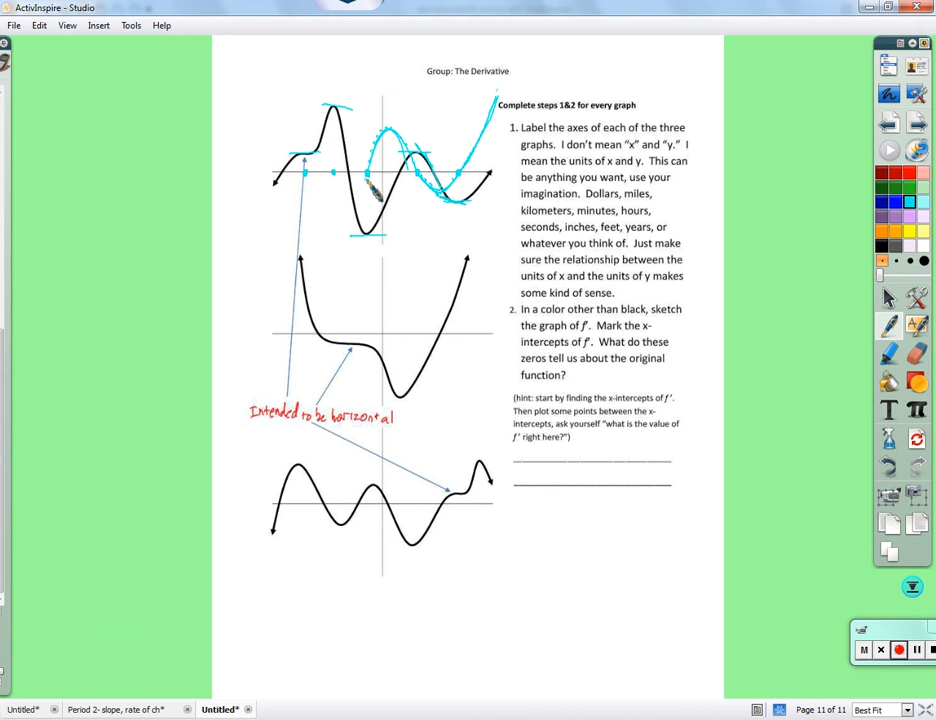 ActivInspire - Studio
File Edit View Insert Tools Help
Group: The Derivative
Complete steps 1&2 for every graph
1. Label the axes of each of the three
graphs. I don't mean "x" and "y." I
mean the units of x and y. This can
be anything you want, use your
imagination. Dollars, miles,
kilometers, minutes, hours,
seconds, inches, feet, years, or
whatever you think of. Just make
sure the relationship between the
units of x and the units of y makes
some kind of sense.
2. In a color other than black, sketch
the graph of f'. Mark the x-
intercepts of f'. What do these
zeros tell us about the original
function?
(hint: start by finding the x-intercepts of f'.
Then plot some points between the x-
intercepts, ask yourself "what is the value of
f' right here?")
Intended to be horizontal
T π
M
Untitled* Period 2- slope, rate of ch* Untitled* Page 11 of 11 Best Fit